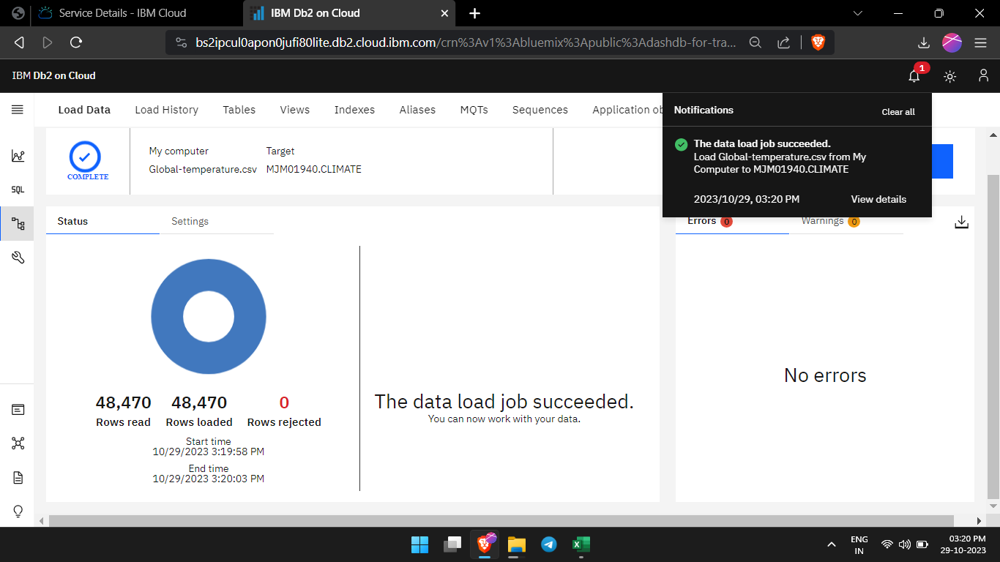 Service Details - IBM Cloud
IBM Db2 on Cloud
bs2ipcul0apon0jufi80lite.db2.cloud.ibm.com/crn%3Av1%3Abluemix%3Apublic%3Adashdb-for-tra...
IBM Db2 on Cloud
1
Load Data
Load History
Tables
Views
Indexes
Aliases
MQTs
Sequences
Application ob
Notifications
Clear all
The data load job succeeded.
Load Global-temperature.csv from My
Computer to MJM01940.CLIMATE
2023/10/29, 03:20 PM
View details
COMPLETE
My computer
Global-temperature.csv
Target
MJM01940.CLIMATE
SQL
Status
Settings
Errors 0
Warnings 0
48,470
Rows read
48,470
Rows loaded
0
Rows rejected
Start time
10/29/2023 3:19:58 PM
End time
10/29/2023 3:20:03 PM
The data load job succeeded.
You can now work with your data.
No errors
ENG
IN
03:20 PM
29-10-2023